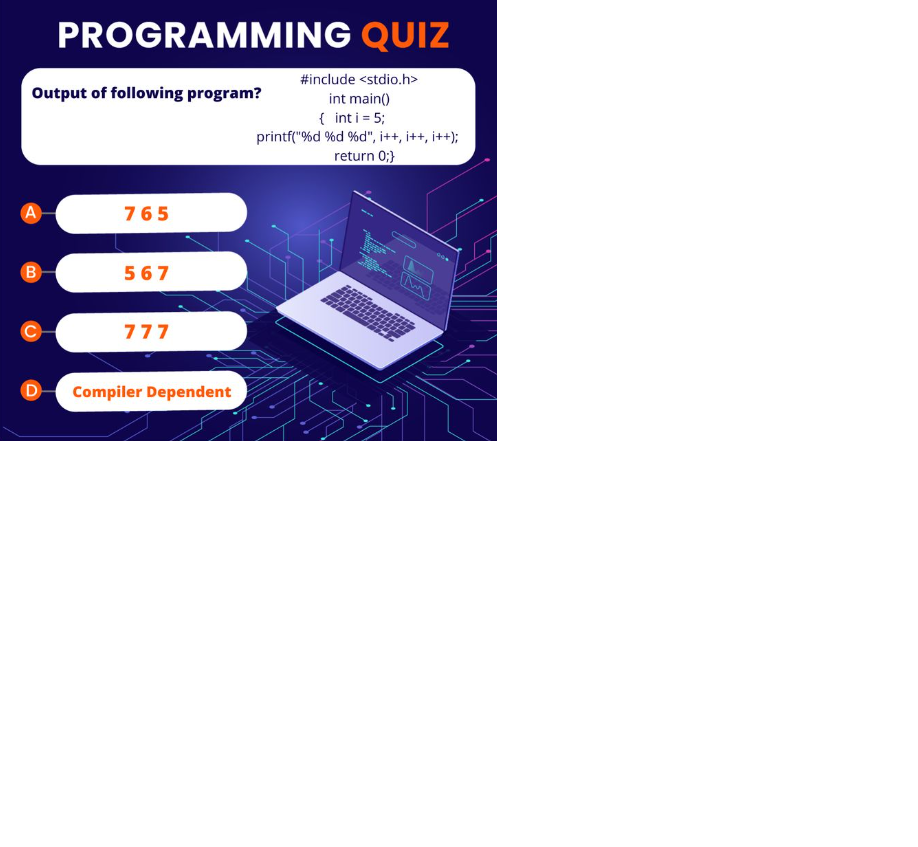 PROGRAMMING QUIZ
Output of following program?
#include <stdio.h>
int main()
{ int i = 5;
printf("%d %d %d", i++, i++, i++);
return 0;}
A
7 6 5
B
5 6 7
C
7 7 7
D
Compiler Dependent